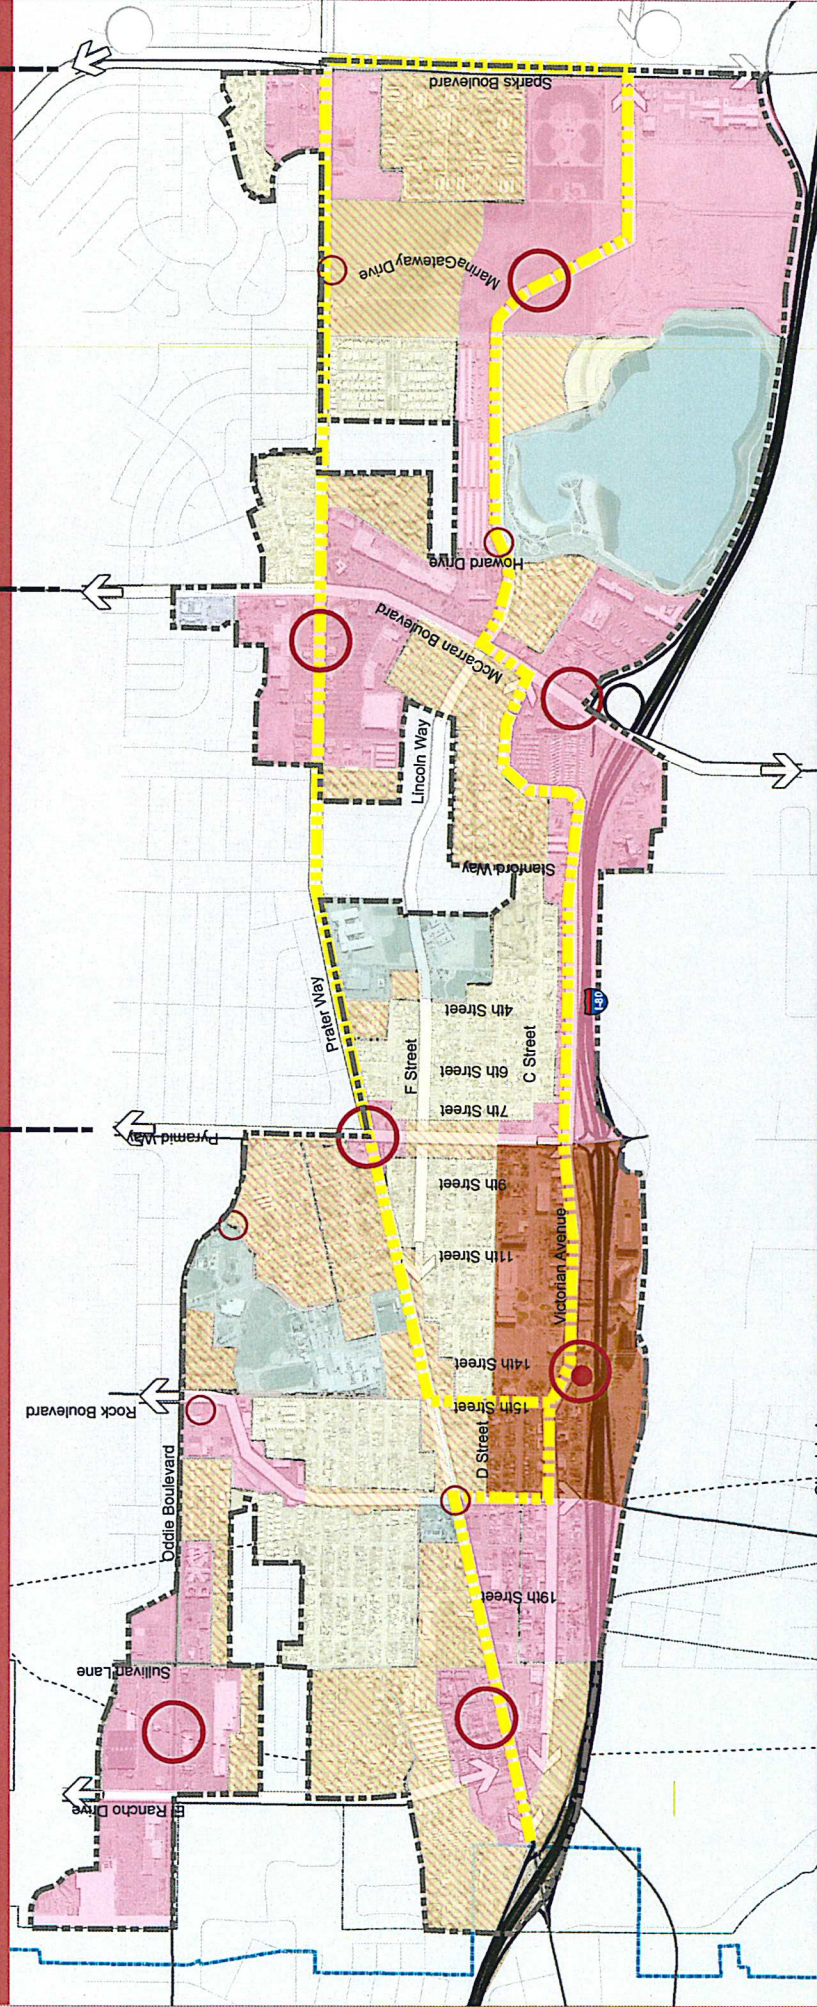 Sparks Boulevard
Marina Gateway Drive
Howard Drive
McCarran Boulevard
Lincoln Way
Stanford Way
Prater Way
4th Street
F Street
6th Street
C Street
7th Street
I-80
Pyramid Way
9th Street
11th Street
Victorian Avenue
14th Street
15th Street
Rock Boulevard
D Street
Oddie Boulevard
19th Street
Sullivan Lane
El Rancho Drive